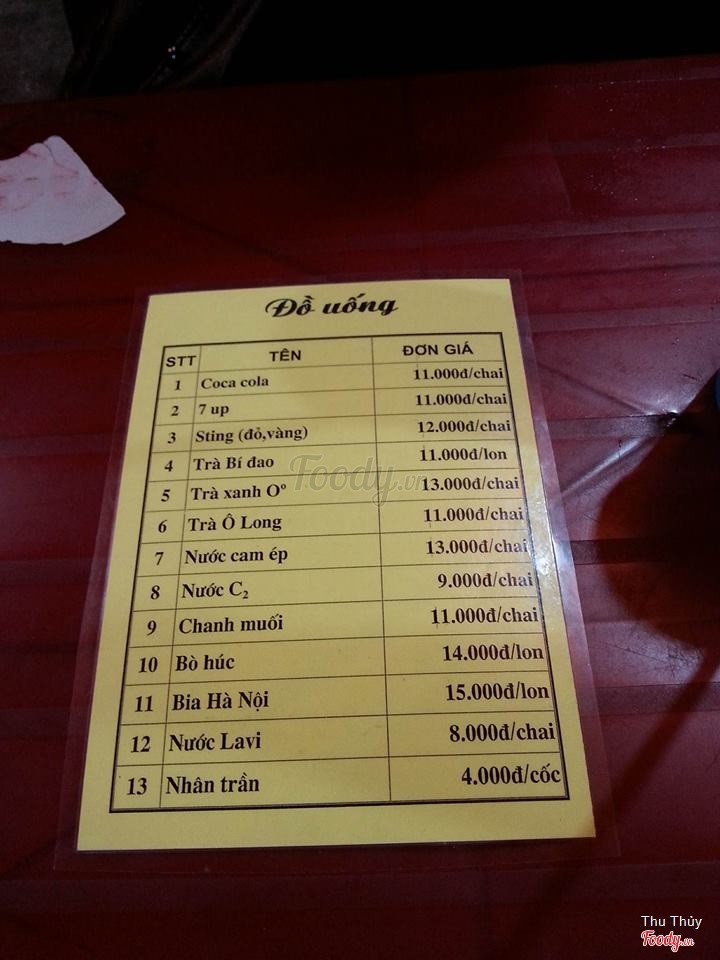 Đồ uống
STT TÊN ĐƠN GIÁ
1 Coca cola 11.000đ/chai
2 7 up 11.000đ/chai
3 Sting (đỏ,vàng) 12.000đ/chai
4 Trà Bí đao 11.000đ/lon
5 Trà xanh Oº 13.000đ/chai
6 Trà Ô Long 11.000đ/chai
7 Nước cam ép 13.000đ/chai
8 Nước C₂ 9.000đ/chai
9 Chanh muối 11.000đ/chai
10 Bò húc 14.000đ/lon
11 Bia Hà Nội 15.000đ/lon
12 Nước Lavi 8.000đ/chai
13 Nhân trần 4.000đ/cốc
Foody.vn
Thu Thủy
Foody.vn